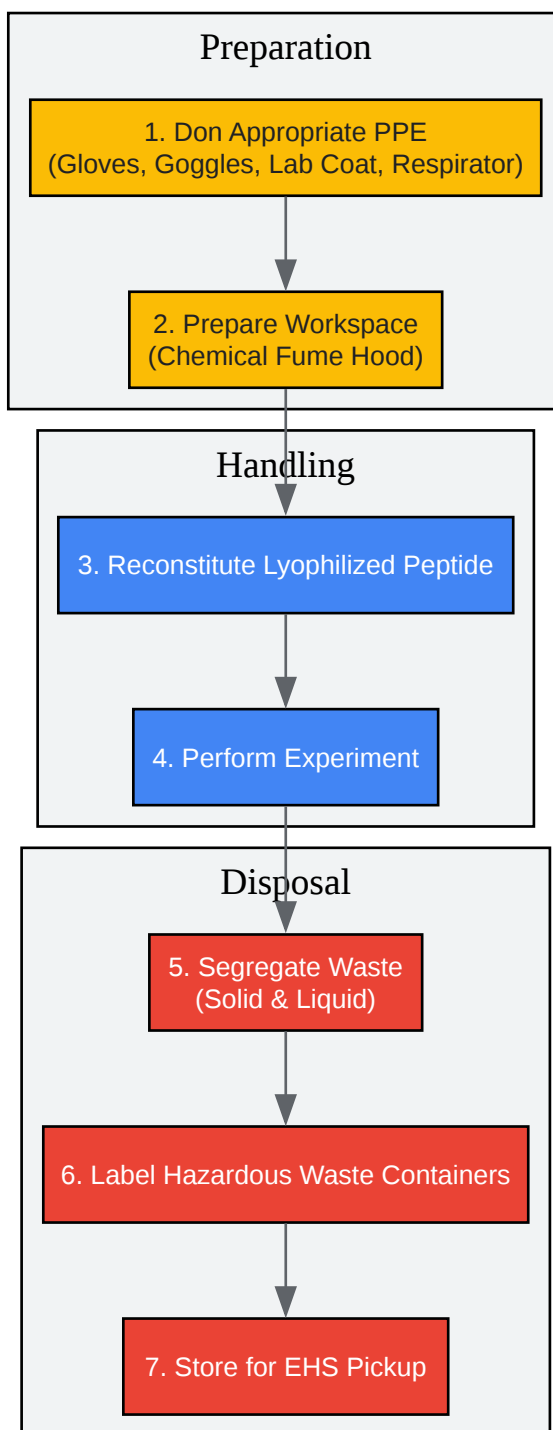 Preparation
1. Don Appropriate PPE
(Gloves, Goggles, Lab Coat, Respirator)
2. Prepare Workspace
(Chemical Fume Hood)
Handling
3. Reconstitute Lyophilized Peptide
4. Perform Experiment
Disposal
5. Segregate Waste
(Solid & Liquid)
6. Label Hazardous Waste Containers
7. Store for EHS Pickup